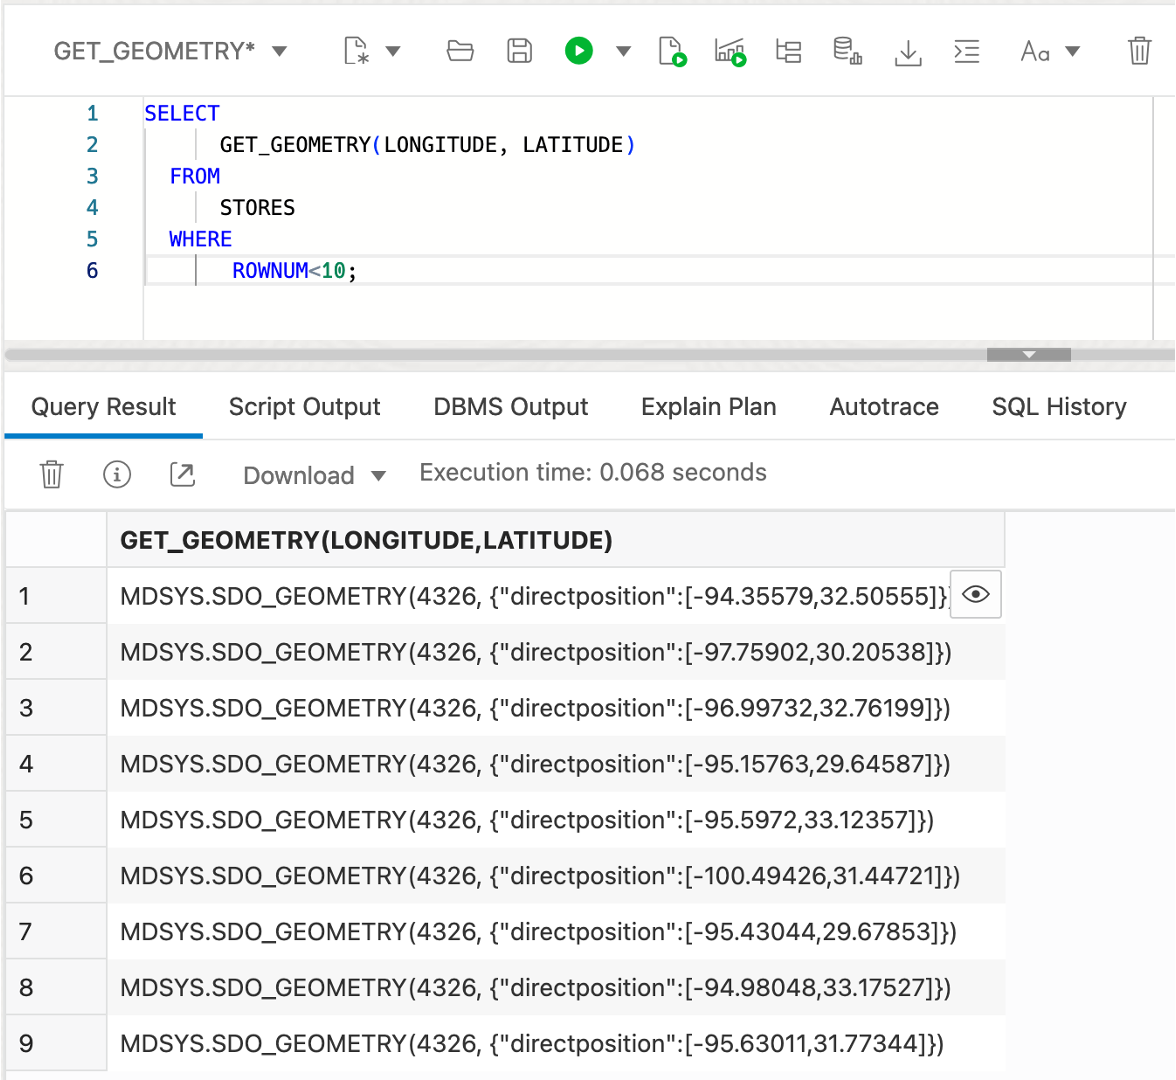 GET_GEOMETRY*
Aa
1 SELECT
2 GET_GEOMETRY(LONGITUDE, LATITUDE)
3 FROM
4 STORES
5 WHERE
6 ROWNUM<10;
Query Result Script Output DBMS Output Explain Plan Autotrace SQL History
Download Execution time: 0.068 seconds
GET_GEOMETRY(LONGITUDE,LATITUDE)
1 MDSYS.SDO_GEOMETRY(4326, {"directposition":[-94.35579,32.50555]})
2 MDSYS.SDO_GEOMETRY(4326, {"directposition":[-97.75902,30.20538]})
3 MDSYS.SDO_GEOMETRY(4326, {"directposition":[-96.99732,32.76199]})
4 MDSYS.SDO_GEOMETRY(4326, {"directposition":[-95.15763,29.64587]})
5 MDSYS.SDO_GEOMETRY(4326, {"directposition":[-95.5972,33.12357]})
6 MDSYS.SDO_GEOMETRY(4326, {"directposition":[-100.49426,31.44721]})
7 MDSYS.SDO_GEOMETRY(4326, {"directposition":[-95.43044,29.67853]})
8 MDSYS.SDO_GEOMETRY(4326, {"directposition":[-94.98048,33.17527]})
9 MDSYS.SDO_GEOMETRY(4326, {"directposition":[-95.63011,31.77344]})